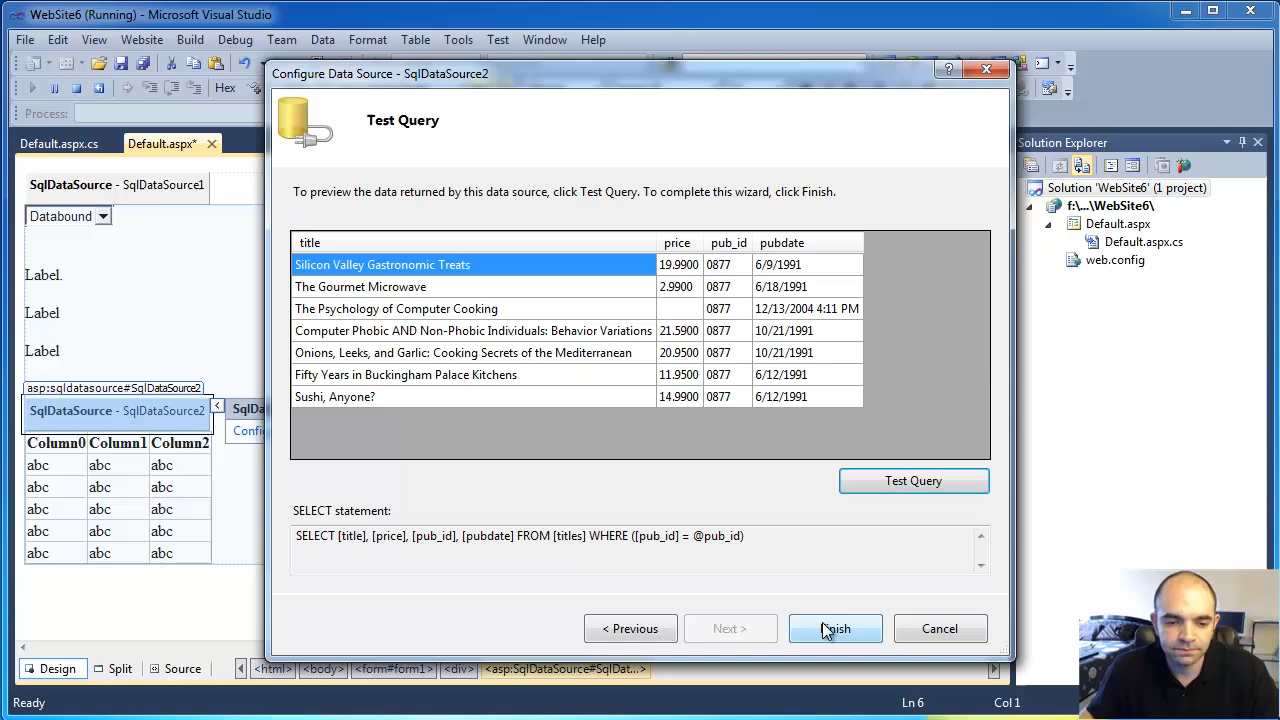 WebSite6 (Running) - Microsoft Visual Studio
File Edit View Website Build Debug Team Data Format Table Tools Test Window Help
Hex
Process:
Default.aspx.cs Default.aspx*
SqlDataSource - SqlDataSource1
Databound
Label.
Label
Label
asp:sqldatasource#SqlDataSource2
SqlDataSource - SqlDataSource2
SqlDa
Config
Column0 Column1 Column2
abc abc abc
abc abc abc
abc abc abc
abc abc abc
abc abc abc
Configure Data Source - SqlDataSource2
Test Query
To preview the data returned by this data source, click Test Query. To complete this wizard, click Finish.
title price pub_id pubdate
Silicon Valley Gastronomic Treats 19.9900 0877 6/9/1991
The Gourmet Microwave 2.9900 0877 6/18/1991
The Psychology of Computer Cooking 0877 12/13/2004 4:11 PM
Computer Phobic AND Non-Phobic Individuals: Behavior Variations 21.5900 0877 10/21/1991
Onions, Leeks, and Garlic: Cooking Secrets of the Mediterranean 20.9500 0877 10/21/1991
Fifty Years in Buckingham Palace Kitchens 11.9500 0877 6/12/1991
Sushi, Anyone? 14.9900 0877 6/12/1991
Test Query
SELECT statement:
SELECT [title], [price], [pub_id], [pubdate] FROM [titles] WHERE ([pub_id] = @pub_id)
< Previous Next > Finish Cancel
Solution Explorer
Solution 'WebSite6' (1 project)
f:\...\WebSite6\
Default.aspx
Default.aspx.cs
web.config
Design Split Source <html> <body> <form#form1> <div> <asp:SqlDataSource#SqlDat...>
Ready Ln 6 Col 1